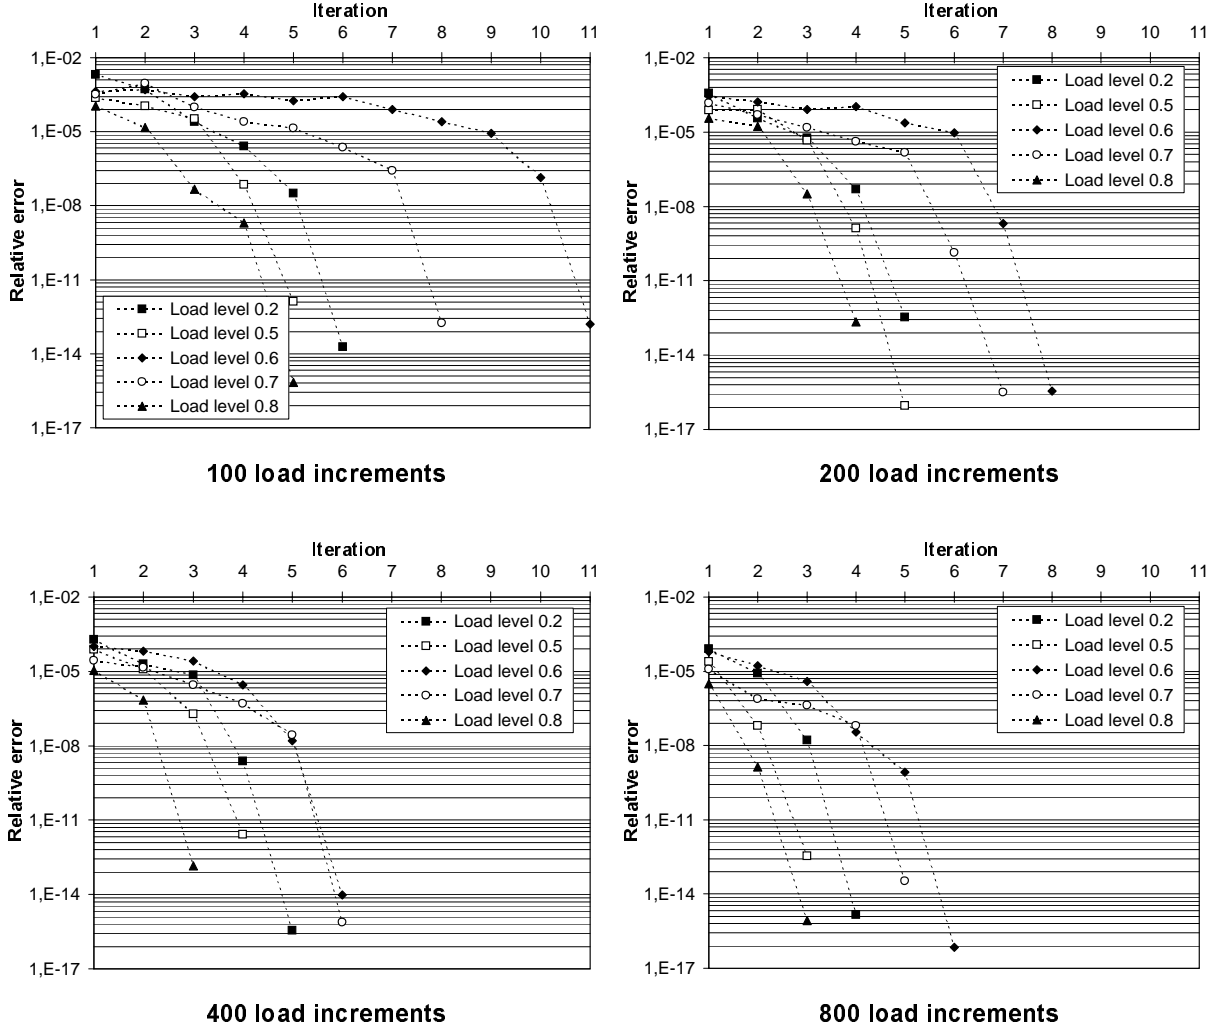 Iteration
1 2 3 4 5 6 7 8 9 10 11
1,E-02
1,E-05
1,E-08
1,E-11
1,E-14
1,E-17
Relative error
Load level 0.2
Load level 0.5
Load level 0.6
Load level 0.7
Load level 0.8
100 load increments
Iteration
1 2 3 4 5 6 7 8 9 10 11
1,E-02
1,E-05
1,E-08
1,E-11
1,E-14
1,E-17
Relative error
Load level 0.2
Load level 0.5
Load level 0.6
Load level 0.7
Load level 0.8
200 load increments
Iteration
1 2 3 4 5 6 7 8 9 10 11
1,E-02
1,E-05
1,E-08
1,E-11
1,E-14
1,E-17
Relative error
Load level 0.2
Load level 0.5
Load level 0.6
Load level 0.7
Load level 0.8
400 load increments
Iteration
1 2 3 4 5 6 7 8 9 10 11
1,E-02
1,E-05
1,E-08
1,E-11
1,E-14
1,E-17
Relative error
Load level 0.2
Load level 0.5
Load level 0.6
Load level 0.7
Load level 0.8
800 load increments